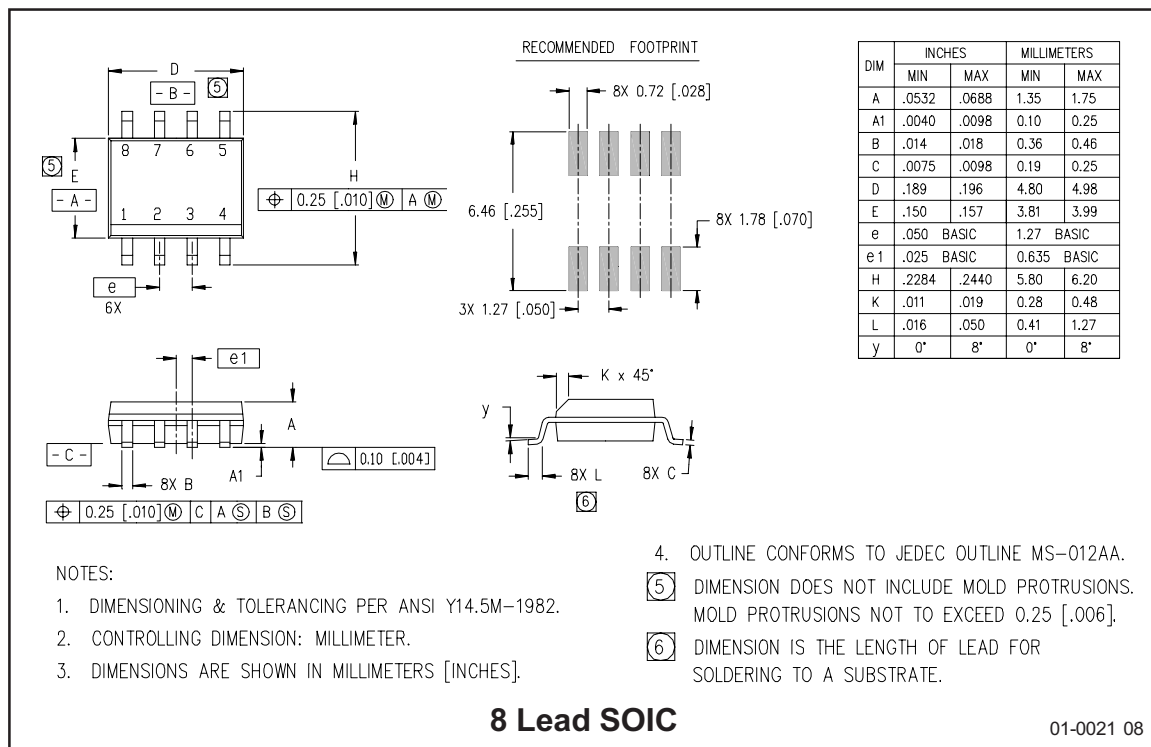 D
- B - 5
8 7 6 5
5 E
- A -
1 2 3 4
H
⌖ 0.25 [.010] Ⓜ A Ⓜ
e
6X
RECOMMENDED FOOTPRINT
8X 0.72 [.028]
6.46 [.255]
8X 1.78 [.070]
3X 1.27 [.050]
DIM INCHES MILLIMETERS
MIN MAX MIN MAX
A .0532 .0688 1.35 1.75
A1 .0040 .0098 0.10 0.25
B .014 .018 0.36 0.46
C .0075 .0098 0.19 0.25
D .189 .196 4.80 4.98
E .150 .157 3.81 3.99
e .050 BASIC 1.27 BASIC
e1 .025 BASIC 0.635 BASIC
H .2284 .2440 5.80 6.20
K .011 .019 0.28 0.48
L .016 .050 0.41 1.27
y 0° 8° 0° 8°
e1
A
- C -
A1
8X B
⌓ 0.10 [.004]
⌖ 0.25 [.010] Ⓜ C A Ⓢ B Ⓢ
K x 45°
y
8X L
6
8X C
NOTES:
1. DIMENSIONING & TOLERANCING PER ANSI Y14.5M-1982.
2. CONTROLLING DIMENSION: MILLIMETER.
3. DIMENSIONS ARE SHOWN IN MILLIMETERS [INCHES].
4. OUTLINE CONFORMS TO JEDEC OUTLINE MS-012AA.
5 DIMENSION DOES NOT INCLUDE MOLD PROTRUSIONS.
MOLD PROTRUSIONS NOT TO EXCEED 0.25 [.006].
6 DIMENSION IS THE LENGTH OF LEAD FOR
SOLDERING TO A SUBSTRATE.
8 Lead SOIC
01-0021 08